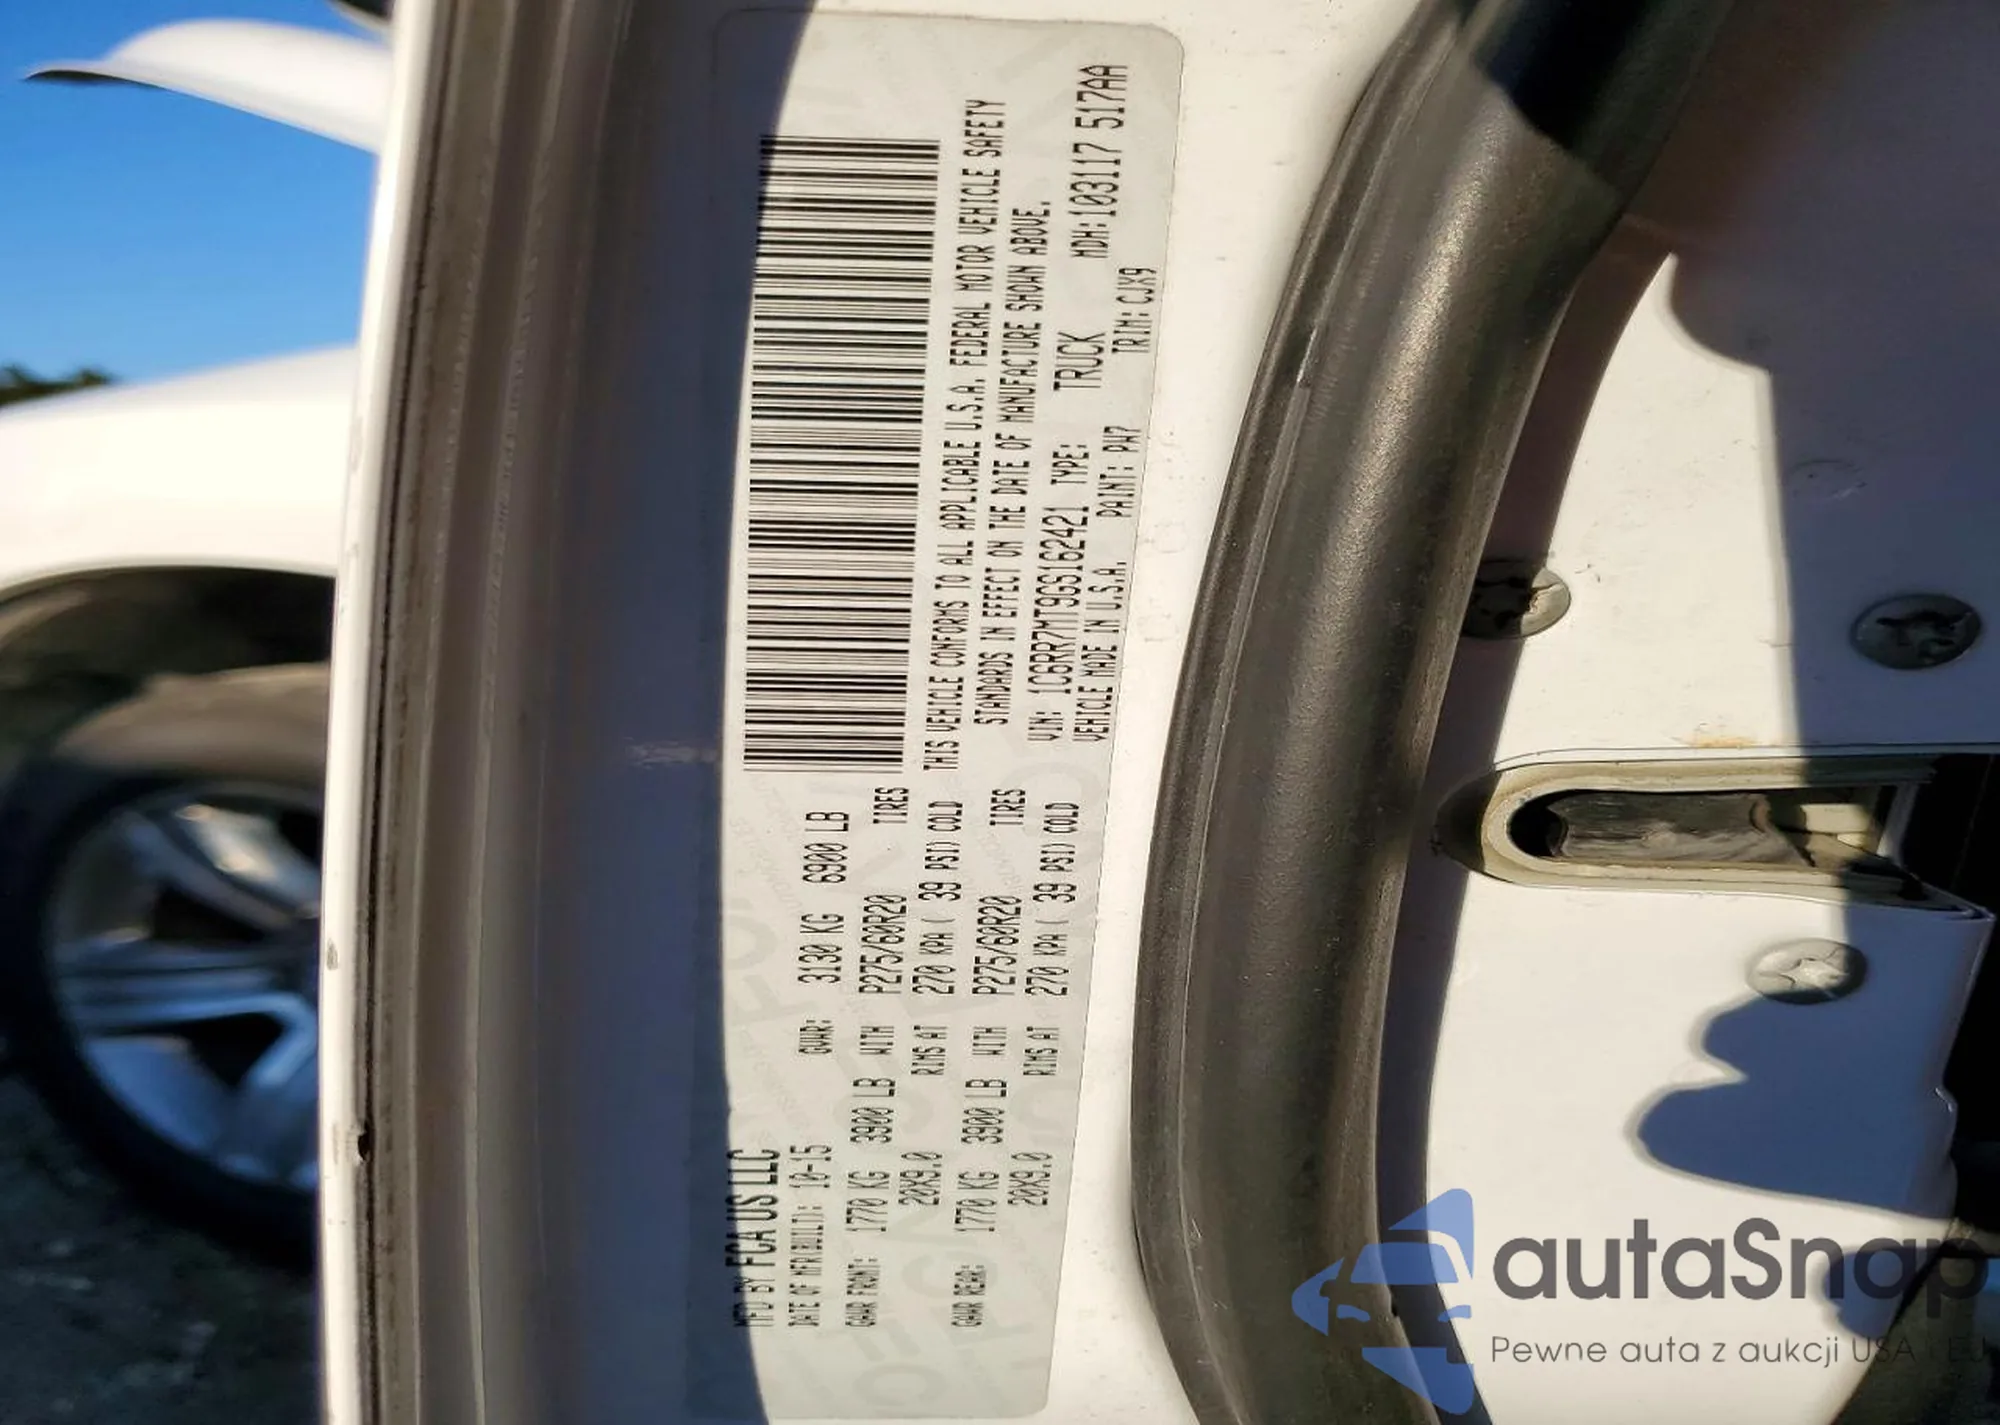 MFD BY FCA US LLC
DATE OF MFR(BUILT): 10-15 GVWR: 3130 KG 6900 LB
GAWR FRONT: 1770 KG 3900 LB WITH P275/60R20 TIRES
20X9.0 RIMS AT 270 KPA ( 39 PSI) COLD
GAWR REAR: 1770 KG 3900 LB WITH P275/60R20 TIRES
20X9.0 RIMS AT 270 KPA ( 39 PSI) COLD
THIS VEHICLE CONFORMS TO ALL APPLICABLE U.S.A. FEDERAL MOTOR VEHICLE SAFETY
STANDARDS IN EFFECT ON THE DATE OF MANUFACTURE SHOWN ABOVE.
VIN: 1C6RR7MT9GS162421 TYPE: TRUCK MDH:103117 517AA
VEHICLE MADE IN U.S.A. PAINT: PW7 TRIM: CJX9
autaSnap
Pewne auta z aukcji USA i EU